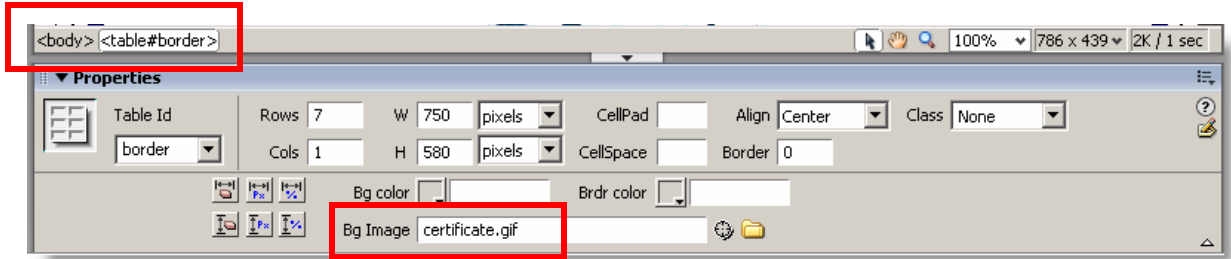 <body> <table#border> 100% 786 x 439 2K / 1 sec
Properties
Table Id Rows 7 W 750 pixels CellPad Align Center Class None
border Cols 1 H 580 pixels CellSpace Border 0
Bg color Brdr color
Bg Image certificate.gif